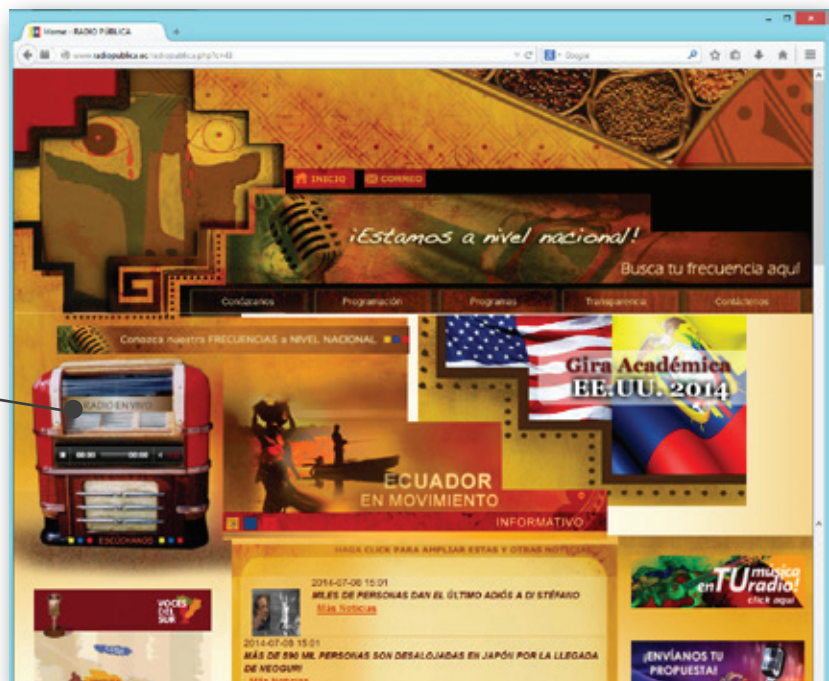 Home - RADIO PÚBLICA
www.radiopublica.ec/radiopublica.php?c=43
Google
INICIO
CORREO
¡Estamos a nivel nacional!
Busca tu frecuencia aquí
Conózcanos
Programación
Programas
Transparencia
Contáctenos
Conozca nuestra FRECUENCIAS a NIVEL NACIONAL
Gira Académica
EE.UU. 2014
RADIO EN VIVO
00:00
00:00
ESCÚCHANOS
ECUADOR
EN MOVIMIENTO
INFORMATIVO
HAGA CLICK PARA AMPLIAR ESTAS Y OTRAS NOTICIAS
2014-07-08 15:01
MILES DE PERSONAS DAN EL ÚLTIMO ADIÓS A DI STÉFANO
Más Noticias
2014-07-08 15:01
MÁS DE 590 MIL PERSONAS SON DESALOJADAS EN JAPÓN POR LA LLEGADA
DE NEOGURI
Más Noticias
VOCES
DEL
SUR
TU música
en radio!
click aquí
¡ENVÍANOS TU
PROPUESTA!